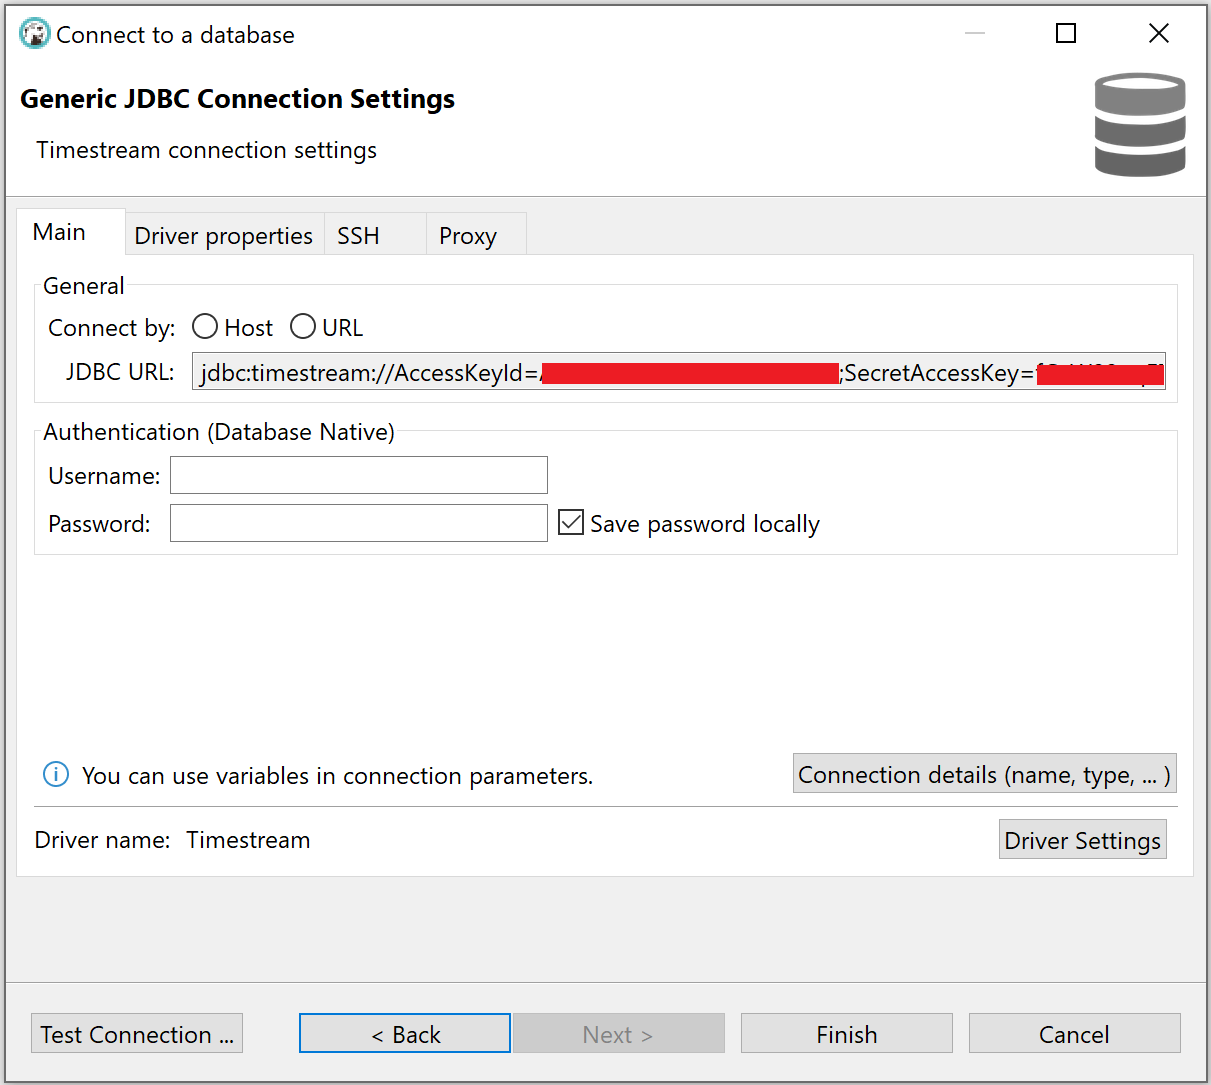 Connect to a database
Generic JDBC Connection Settings
Timestream connection settings
Main Driver properties SSH Proxy
General
Connect by: Host URL
JDBC URL: jdbc:timestream://AccessKeyId= ;SecretAccessKey=
Authentication (Database Native)
Username:
Password: Save password locally
You can use variables in connection parameters. Connection details (name, type, ... )
Driver name: Timestream Driver Settings
Test Connection ... < Back Next > Finish Cancel